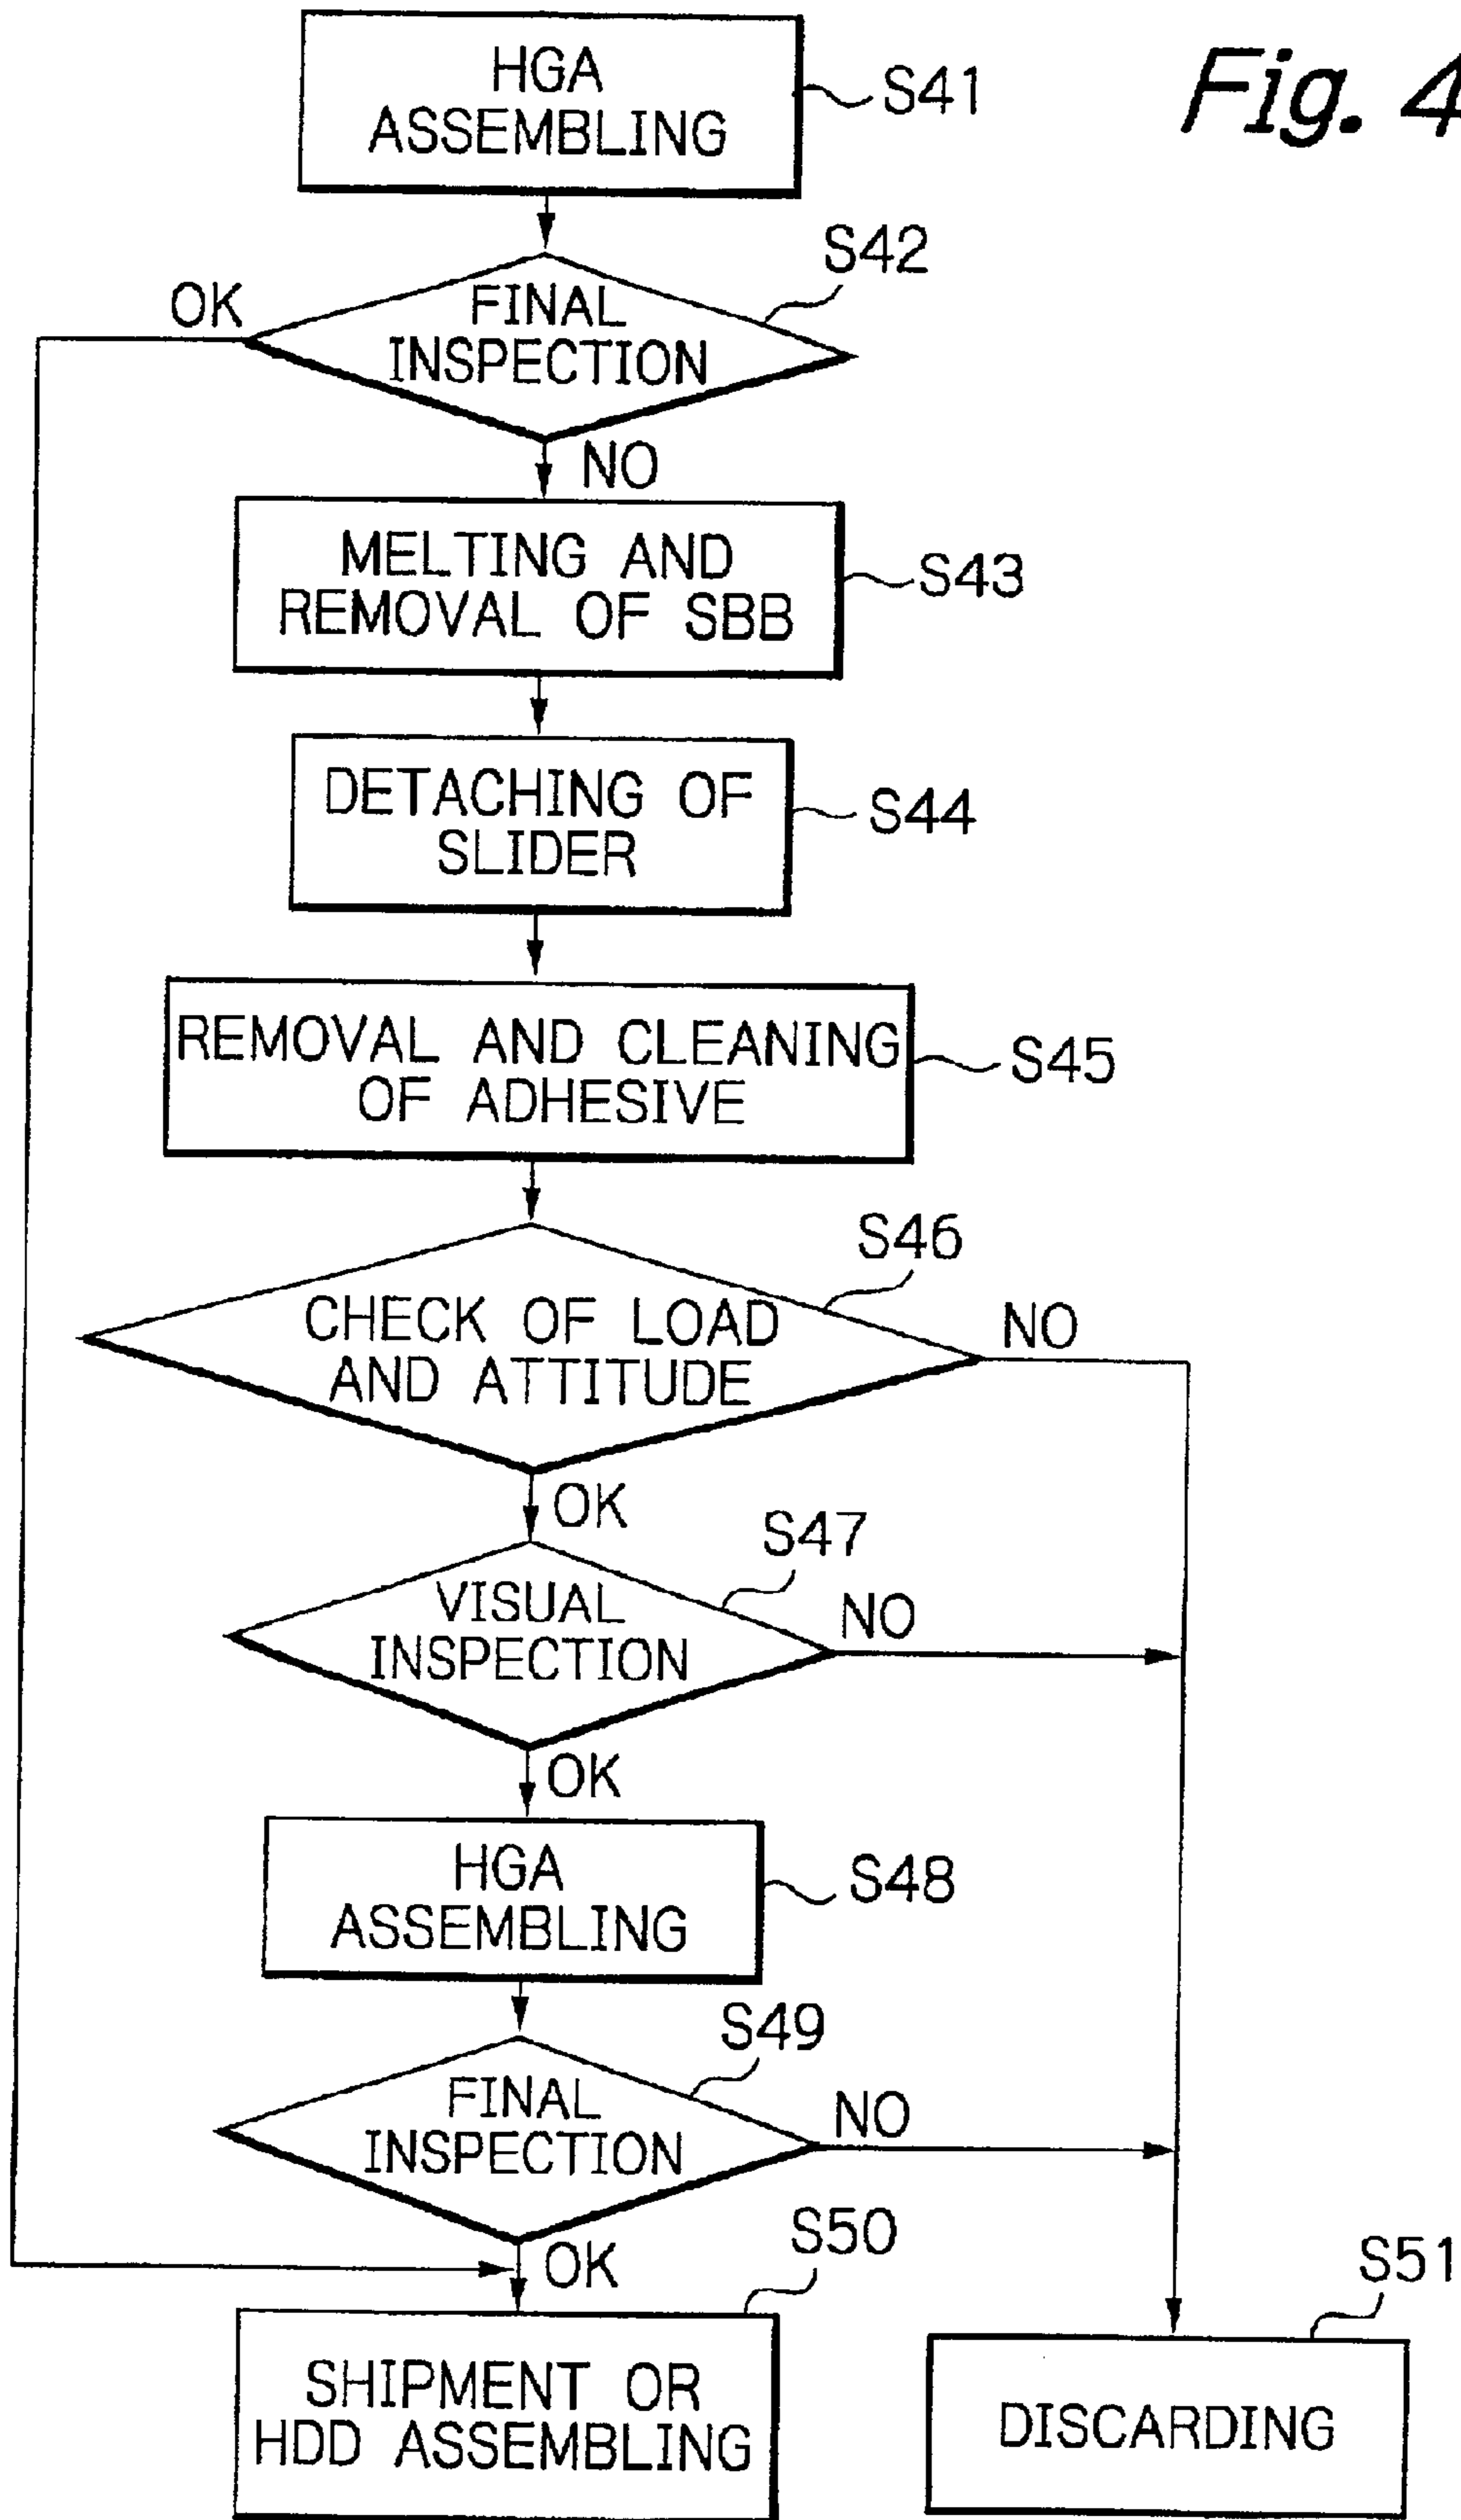 Fig. 4
HGA
ASSEMBLING
S41
S42
OK
FINAL
INSPECTION
NO
MELTING AND
REMOVAL OF SBB
S43
DETACHING OF
SLIDER
S44
REMOVAL AND CLEANING
OF ADHESIVE
S45
S46
CHECK OF LOAD
AND ATTITUDE
NO
OK
S47
VISUAL
INSPECTION
NO
OK
HGA
ASSEMBLING
S48
S49
FINAL
INSPECTION
NO
OK
S50
S51
SHIPMENT OR
HDD ASSEMBLING
DISCARDING